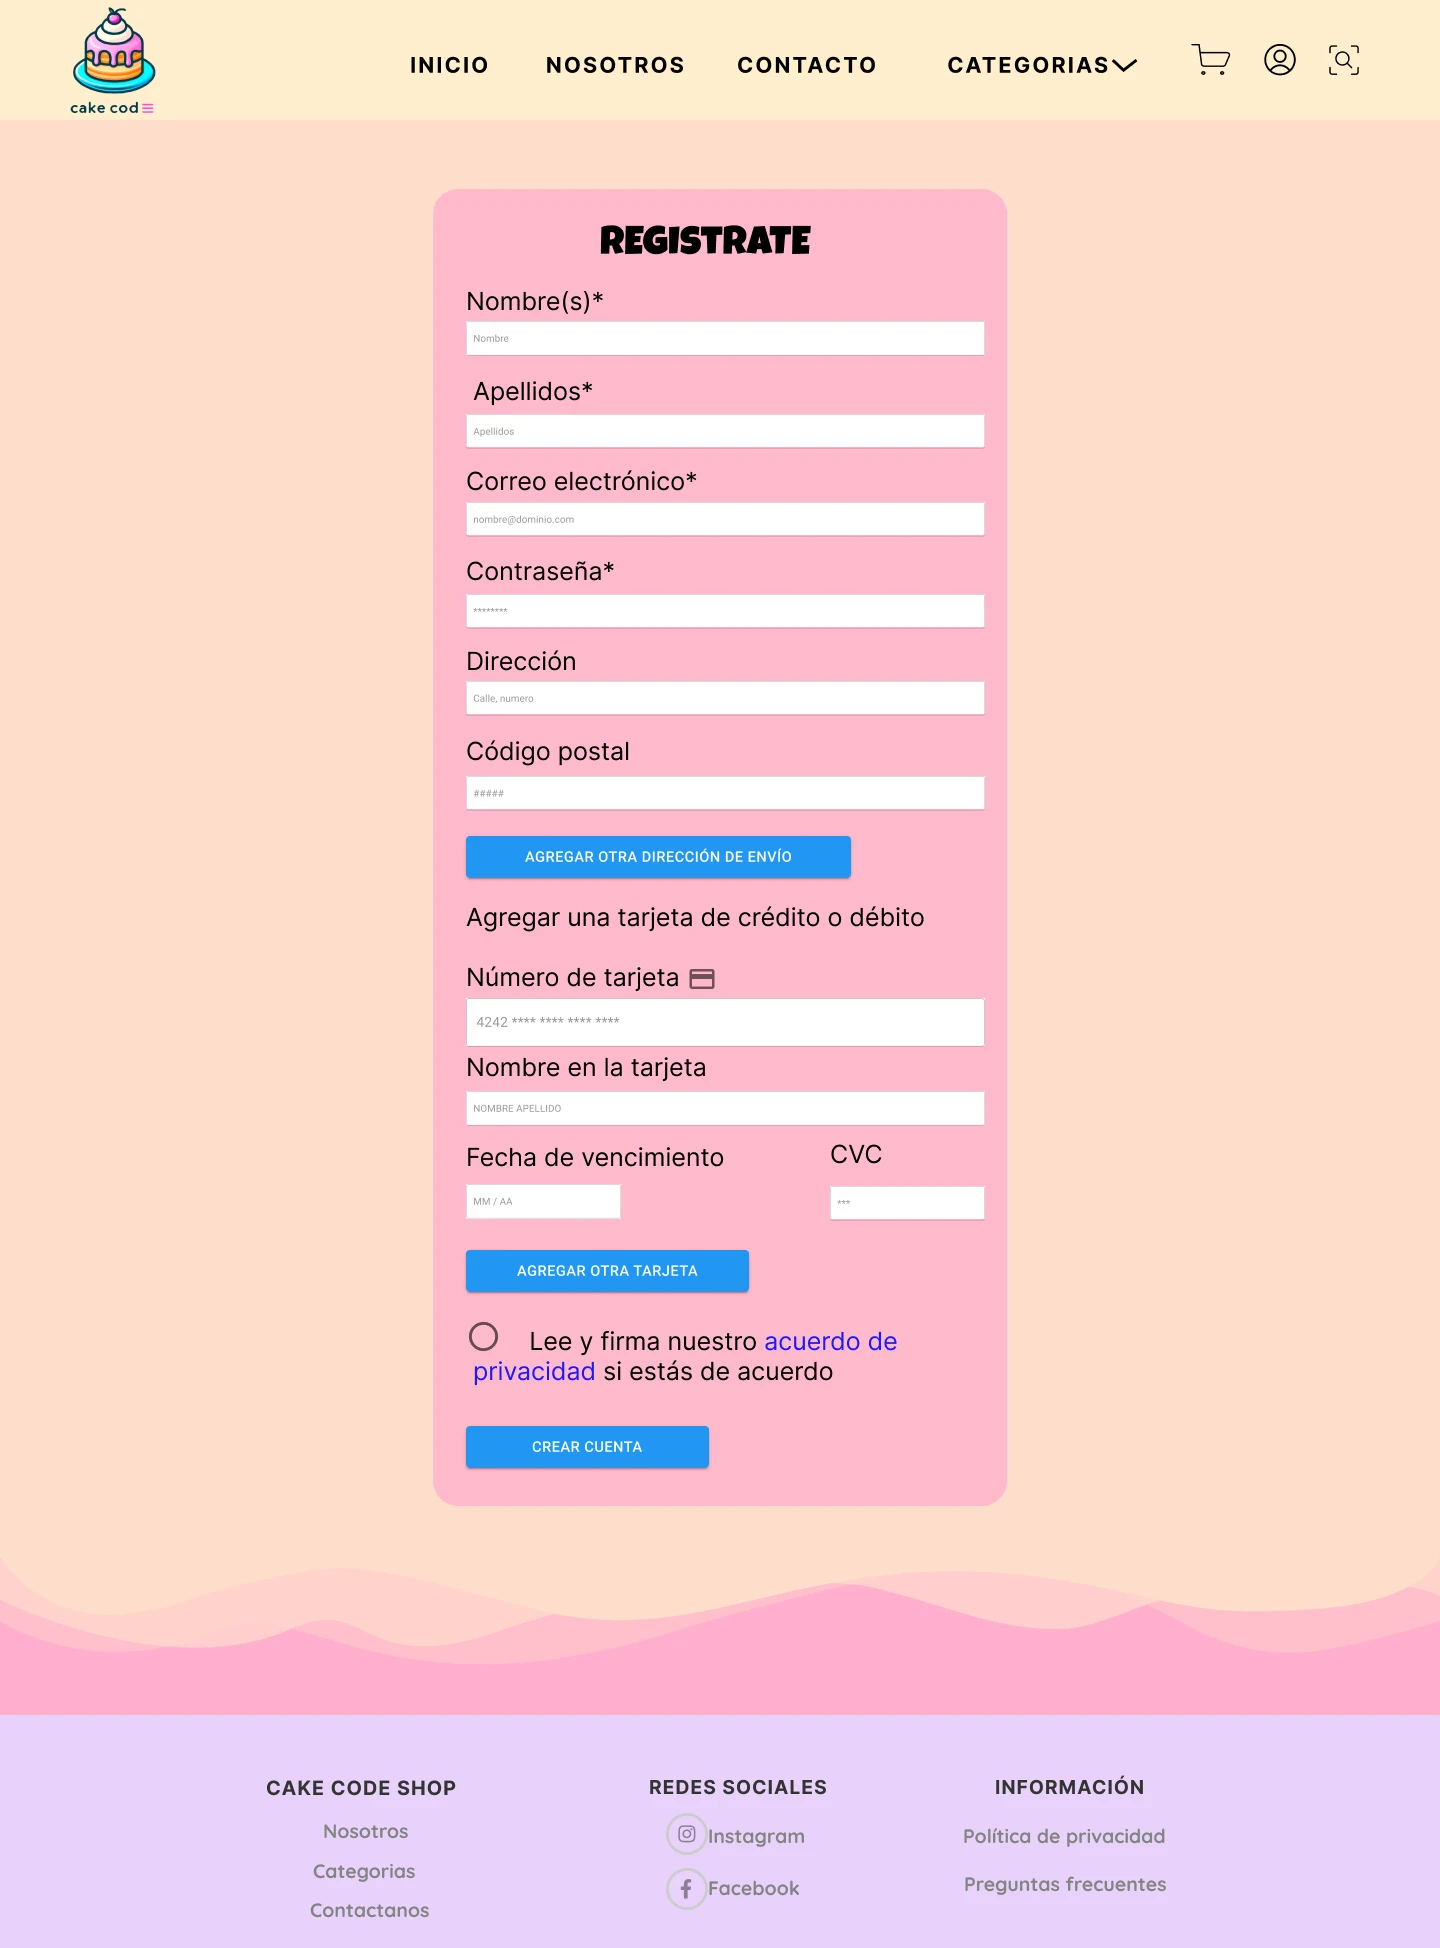 cake cod
INICIO NOSOTROS CONTACTO CATEGORIAS
REGISTRATE
Nombre(s)*
Nombre
Apellidos*
Apellidos
Correo electrónico*
nombre@dominio.com
Contraseña*
********
Dirección
Calle, numero
Código postal
#####
AGREGAR OTRA DIRECCIÓN DE ENVÍO
Agregar una tarjeta de crédito o débito
Número de tarjeta
4242 **** **** **** ****
Nombre en la tarjeta
NOMBRE APELLIDO
Fecha de vencimiento CVC
MM / AA ***
AGREGAR OTRA TARJETA
Lee y firma nuestro acuerdo de
privacidad si estás de acuerdo
CREAR CUENTA
CAKE CODE SHOP
Nosotros
Categorias
Contactanos
REDES SOCIALES
Instagram
Facebook
INFORMACIÓN
Política de privacidad
Preguntas frecuentes